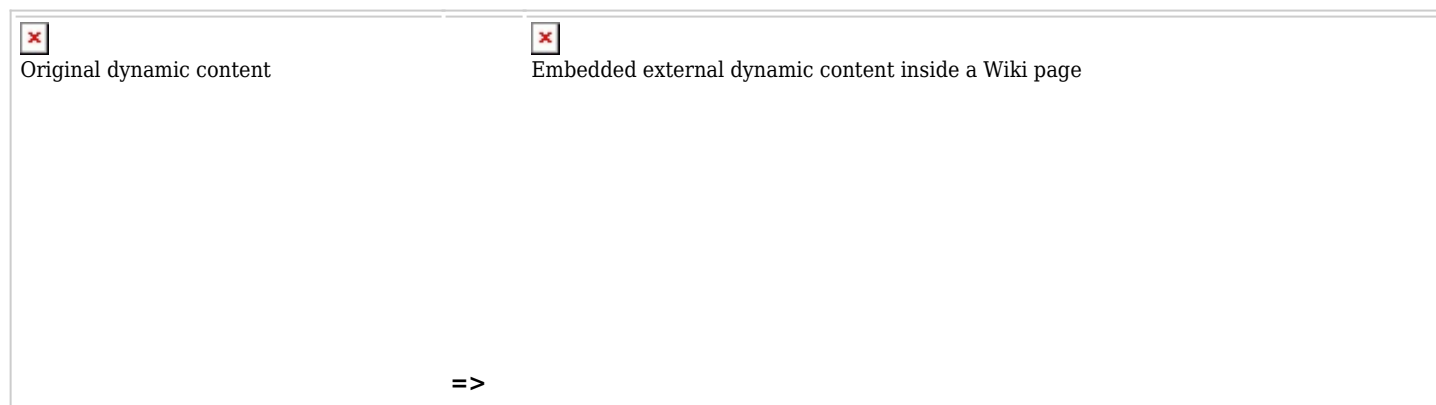 Original dynamic content
Embedded external dynamic content inside a Wiki page
=>